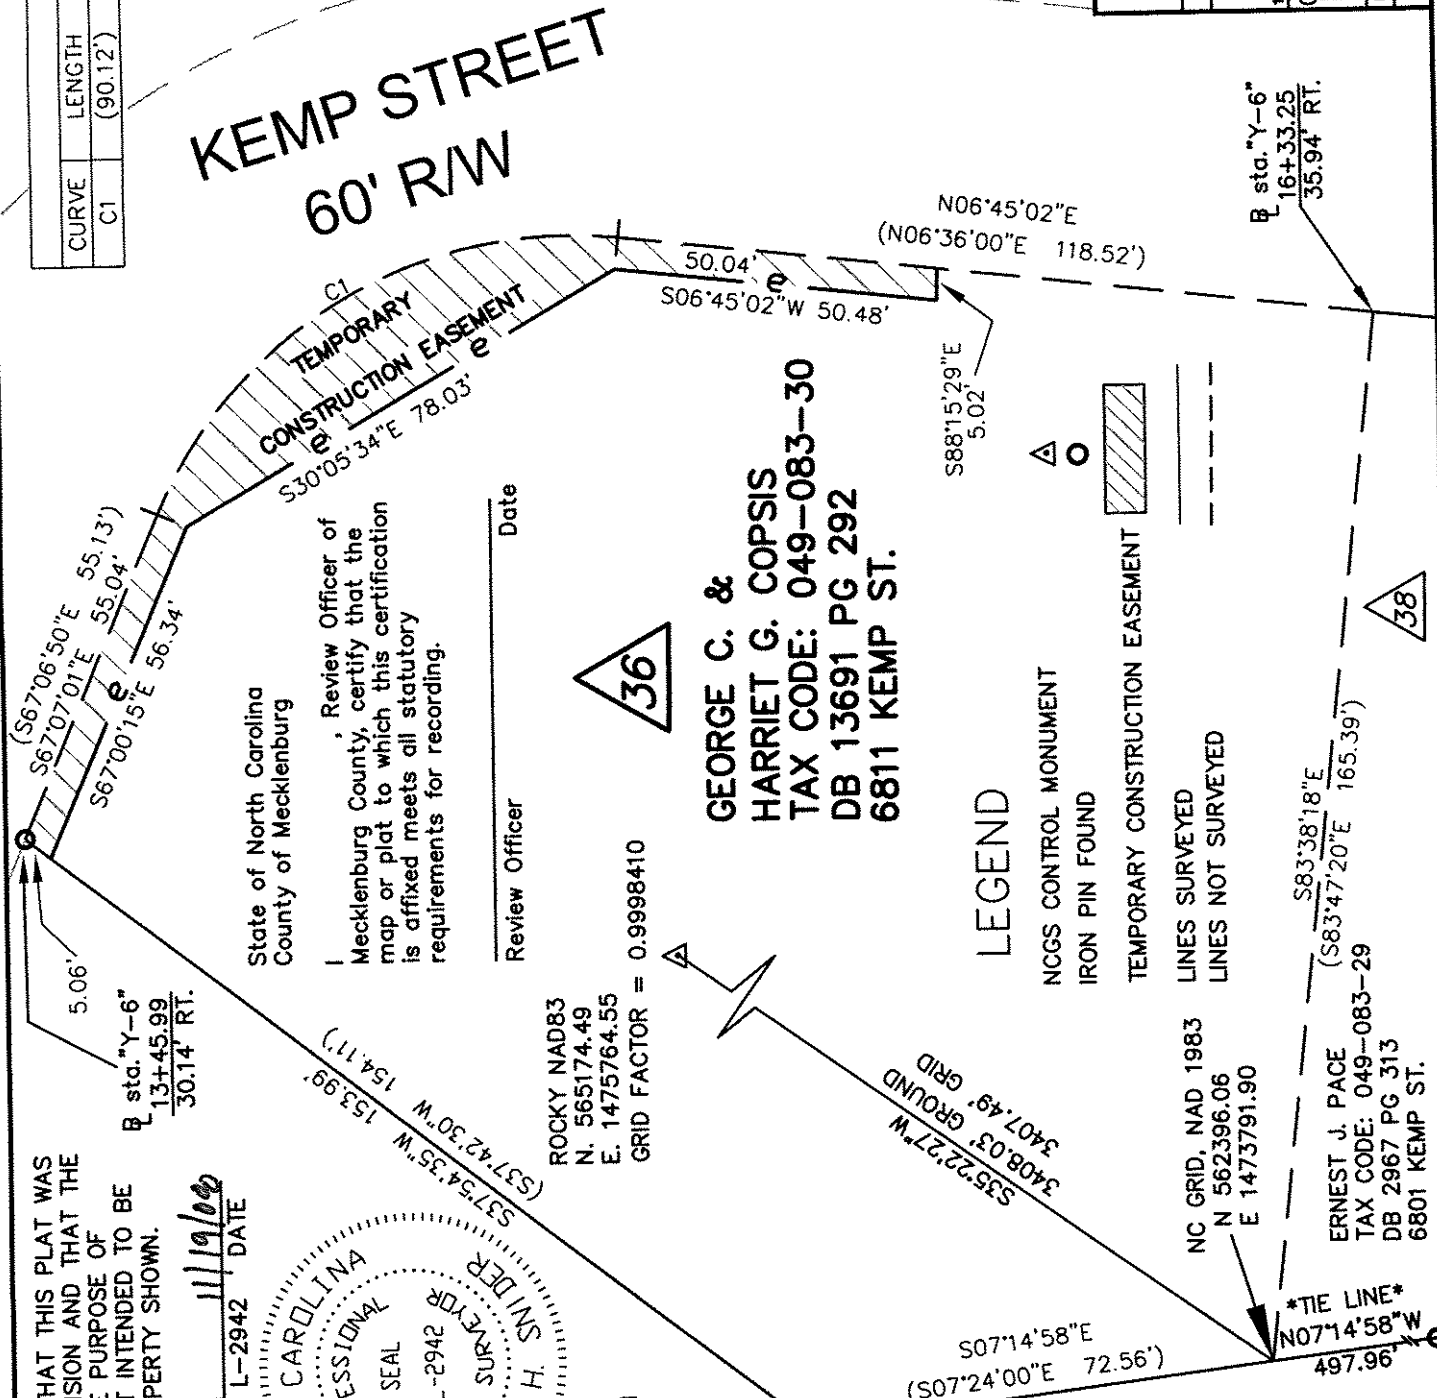 CURVE LENGTH
C1 (90.12')
KEMP STREET
60' R/W
℄ sta."Y-6"
16+33.25
35.94' RT.
N06°45'02"E
(N06°36'00"E 118.52')
50.04'
e
S06°45'02"W 50.48'
S88°15'29"E
5.02'
C1
TEMPORARY
CONSTRUCTION EASEMENT
e
e
S30°05'34"E 78.03'
(S67°06'50"E 55.13')
S67°07'01"E 55.04'
e
S67°00'15"E 56.34'
5.06'
sta."Y-6"
13+45.99
30.14' RT.
State of North Carolina
County of Mecklenburg
I , Review Officer of
Mecklenburg County, certify that the
map or plat to which this certification
is affixed meets all statutory
requirements for recording.
Review Officer Date
36
GEORGE C. &
HARRIET G. COPSIS
TAX CODE: 049-083-30
DB 13691 PG 292
6811 KEMP ST.
ROCKY NAD83
N. 565174.49
E. 1475764.55
GRID FACTOR = 0.9998410
LEGEND
NCGS CONTROL MONUMENT
IRON PIN FOUND
TEMPORARY CONSTRUCTION EASEMENT
LINES SURVEYED
LINES NOT SURVEYED
38
S83°38'18"E
(S83°47'20"E 165.39')
ERNEST J. PACE
TAX CODE: 049-083-29
DB 2967 PG 313
6801 KEMP ST.
NC GRID, NAD 1983
N 562396.06
E 1473791.90
S35°22'27"W
3408.03' GROUND
3407.49' GRID
S37°54'35"W 153.99'
(S37°42'30"W 154.11')
S07°14'58"E
(S07°24'00"E 72.56')
*TIE LINE*
N07°14'58"W
497.96'
HAT THIS PLAT WAS
SION AND THAT THE
PURPOSE OF
T INTENDED TO BE
PERTY SHOWN.
L-2942 DATE
CAROLINA
ESSIONAL
SEAL
-2942
SURVEYOR
H. SNIDER